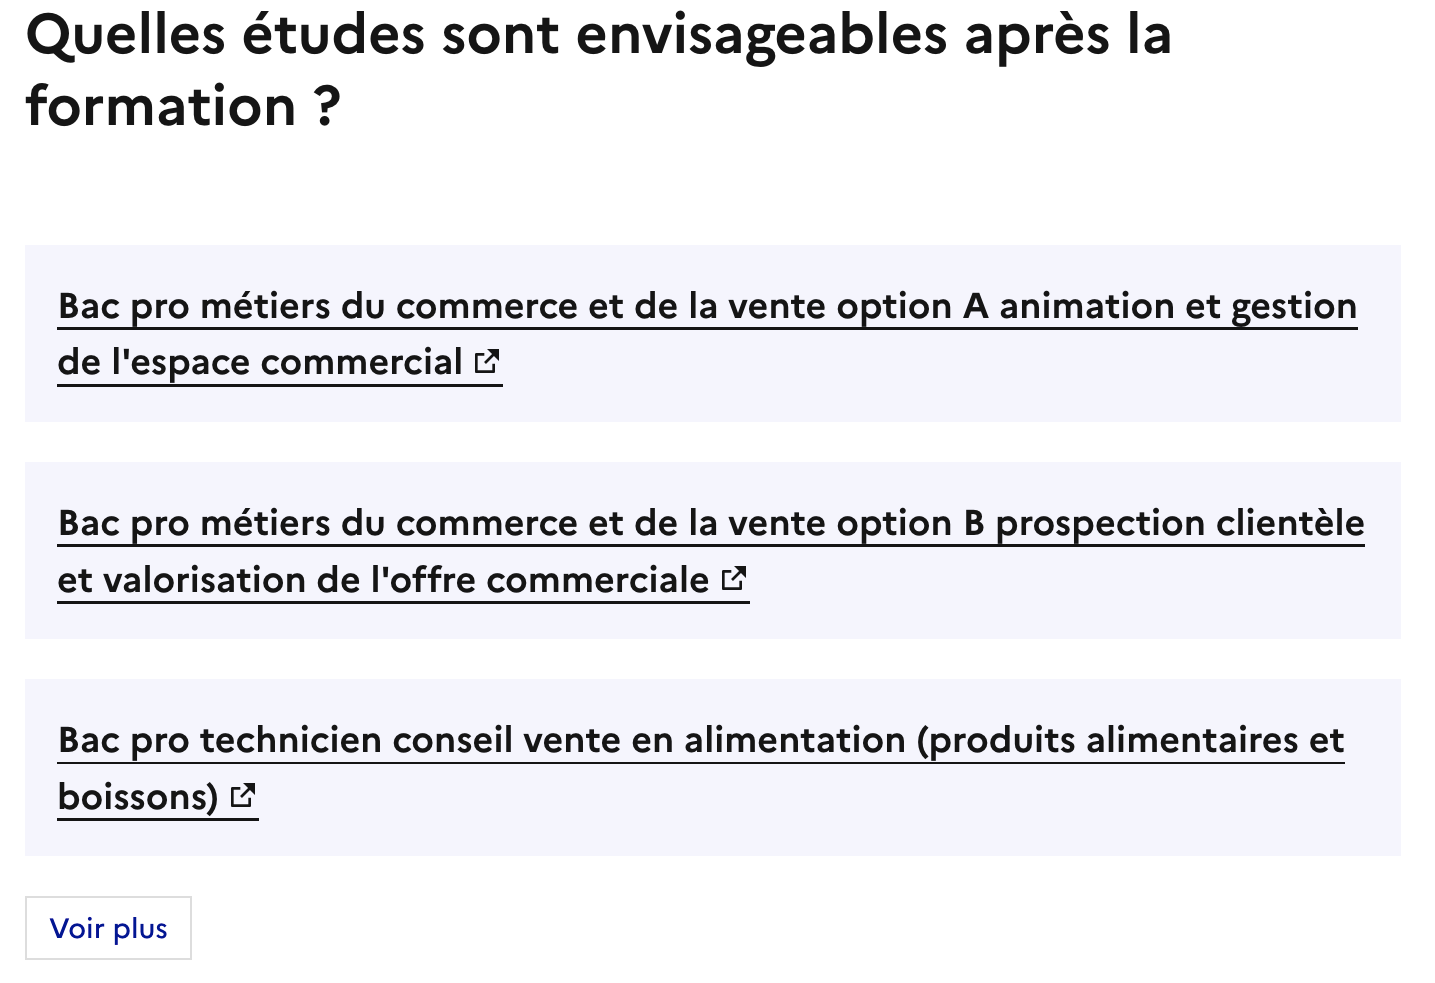 Quelles études sont envisageables après la
formation ?
Bac pro métiers du commerce et de la vente option A animation et gestion
de l'espace commercial
Bac pro métiers du commerce et de la vente option B prospection clientèle
et valorisation de l'offre commerciale
Bac pro technicien conseil vente en alimentation (produits alimentaires et
boissons)
Voir plus